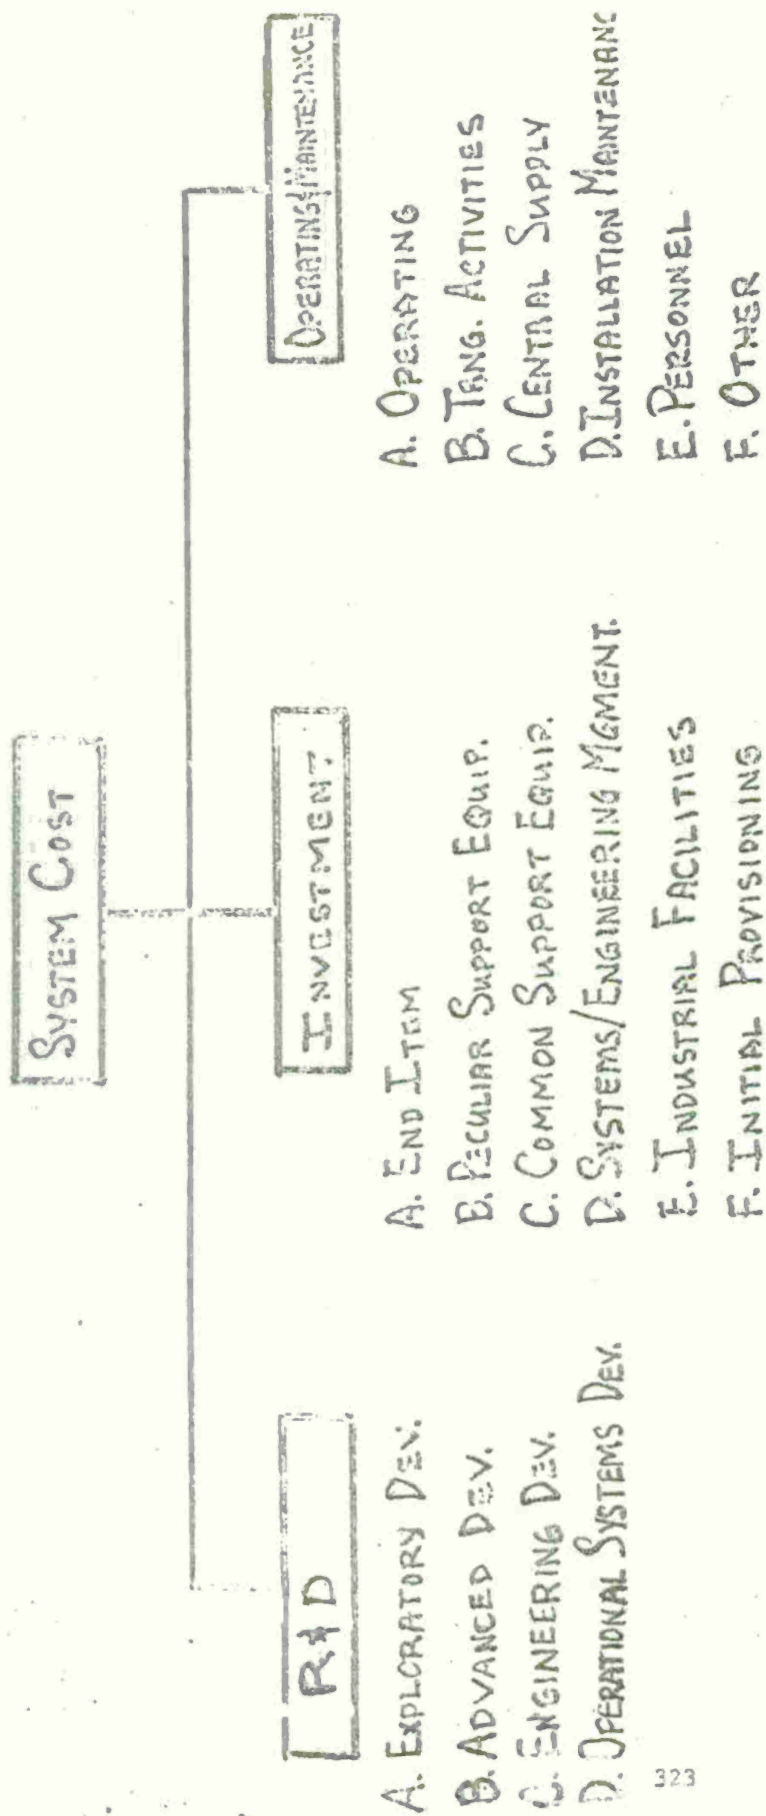 SYSTEM COST
R&D
A. EXPLORATORY DEV.
B. ADVANCED DEV.
C. ENGINEERING DEV.
D. OPERATIONAL SYSTEMS DEV.
INVESTMENT
A. END ITEM
B. PECULIAR SUPPORT EQUIP.
C. COMMON SUPPORT EQUIP.
D. SYSTEMS/ENGINEERING MGMENT.
E. INDUSTRIAL FACILITIES
F. INITIAL PROVISIONING
OPERATING & MAINTENANCE
A. OPERATING
B. TRNG. ACTIVITIES
C. CENTRAL SUPPLY
D. INSTALLATION MAINTENANC
E. PERSONNEL
F. OTHER
323